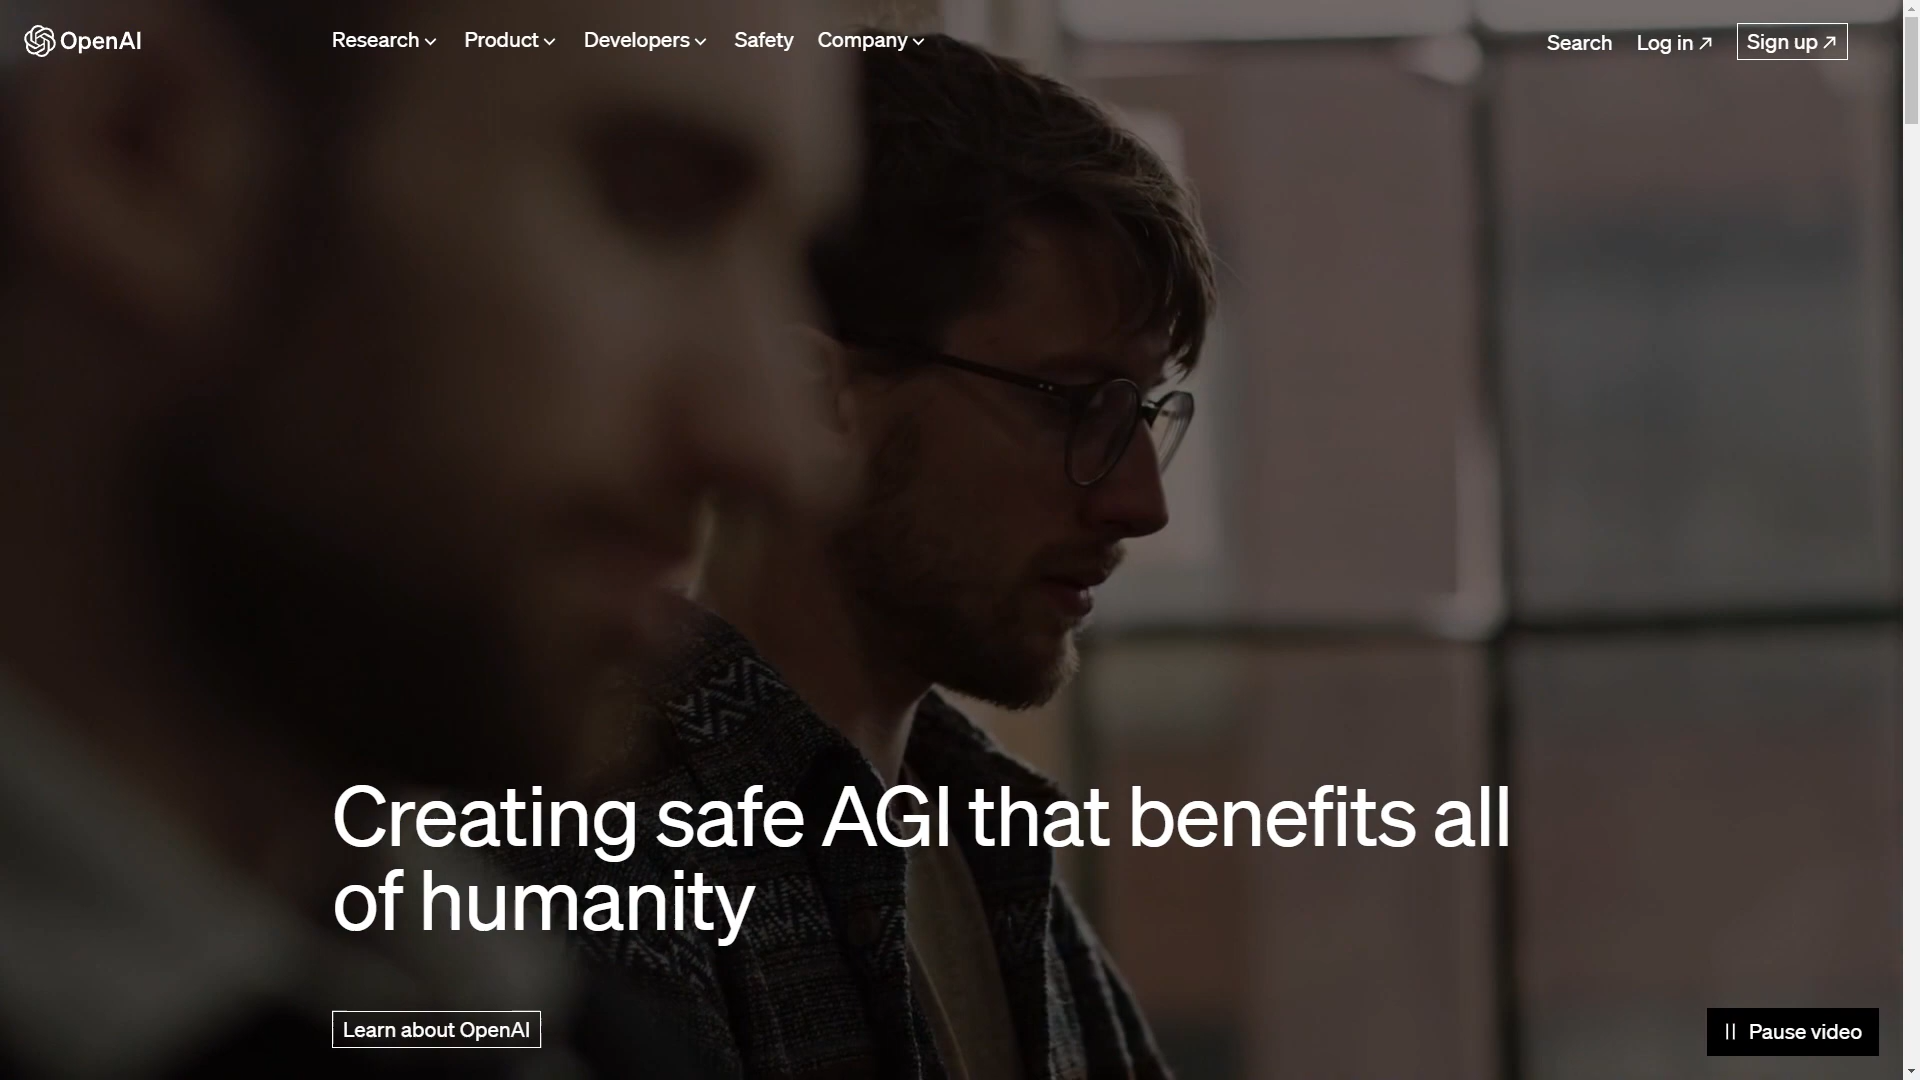 OpenAI
Research
Product
Developers
Safety
Company
Search
Log in
Sign up
Creating safe AGI that benefits all
of humanity
Learn about OpenAI
Pause video